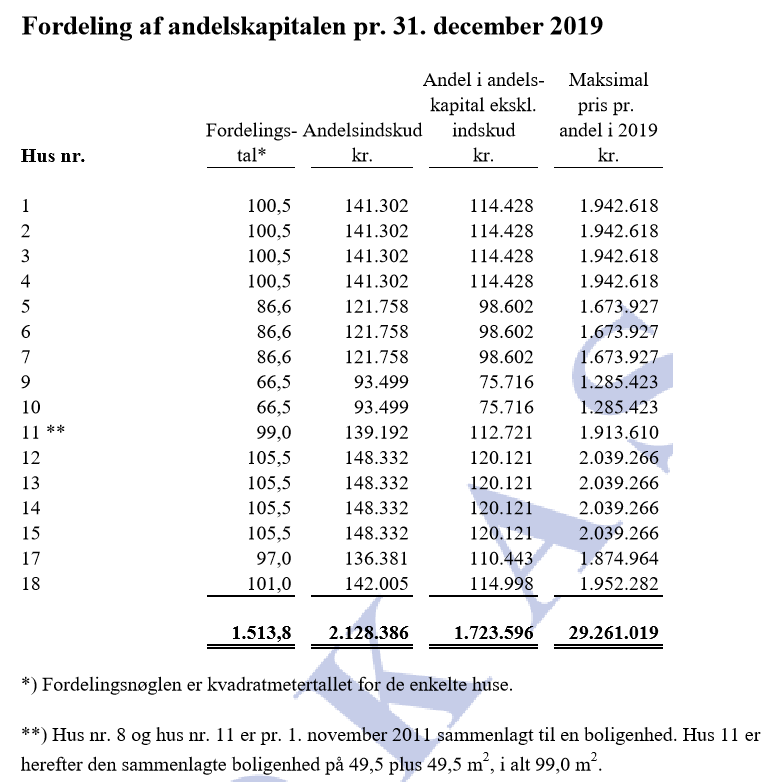 Fordeling af andelskapitalen pr. 31. december 2019
Andel i andels- Maksimal
kapital ekskl. pris pr.
Fordelings- Andelsindskud indskud andel i 2019
Hus nr. tal* kr. kr. kr.
1 100,5 141.302 114.428 1.942.618
2 100,5 141.302 114.428 1.942.618
3 100,5 141.302 114.428 1.942.618
4 100,5 141.302 114.428 1.942.618
5 86,6 121.758 98.602 1.673.927
6 86,6 121.758 98.602 1.673.927
7 86,6 121.758 98.602 1.673.927
9 66,5 93.499 75.716 1.285.423
10 66,5 93.499 75.716 1.285.423
11 ** 99,0 139.192 112.721 1.913.610
12 105,5 148.332 120.121 2.039.266
13 105,5 148.332 120.121 2.039.266
14 105,5 148.332 120.121 2.039.266
15 105,5 148.332 120.121 2.039.266
17 97,0 136.381 110.443 1.874.964
18 101,0 142.005 114.998 1.952.282
1.513,8 2.128.386 1.723.596 29.261.019
*) Fordelingsnøglen er kvadratmetertallet for de enkelte huse.
**) Hus nr. 8 og hus nr. 11 er pr. 1. november 2011 sammenlagt til en boligenhed. Hus 11 er
herefter den sammenlagte boligenhed på 49,5 plus 49,5 m², i alt 99,0 m².